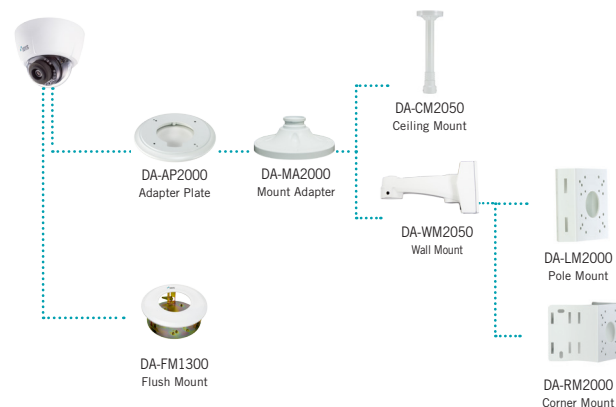 DA-CM2050
Ceiling Mount
DA-AP2000
Adapter Plate
DA-MA2000
Mount Adapter
DA-WM2050
Wall Mount
DA-LM2000
Pole Mount
DA-FM1300
Flush Mount
DA-RM2000
Corner Mount